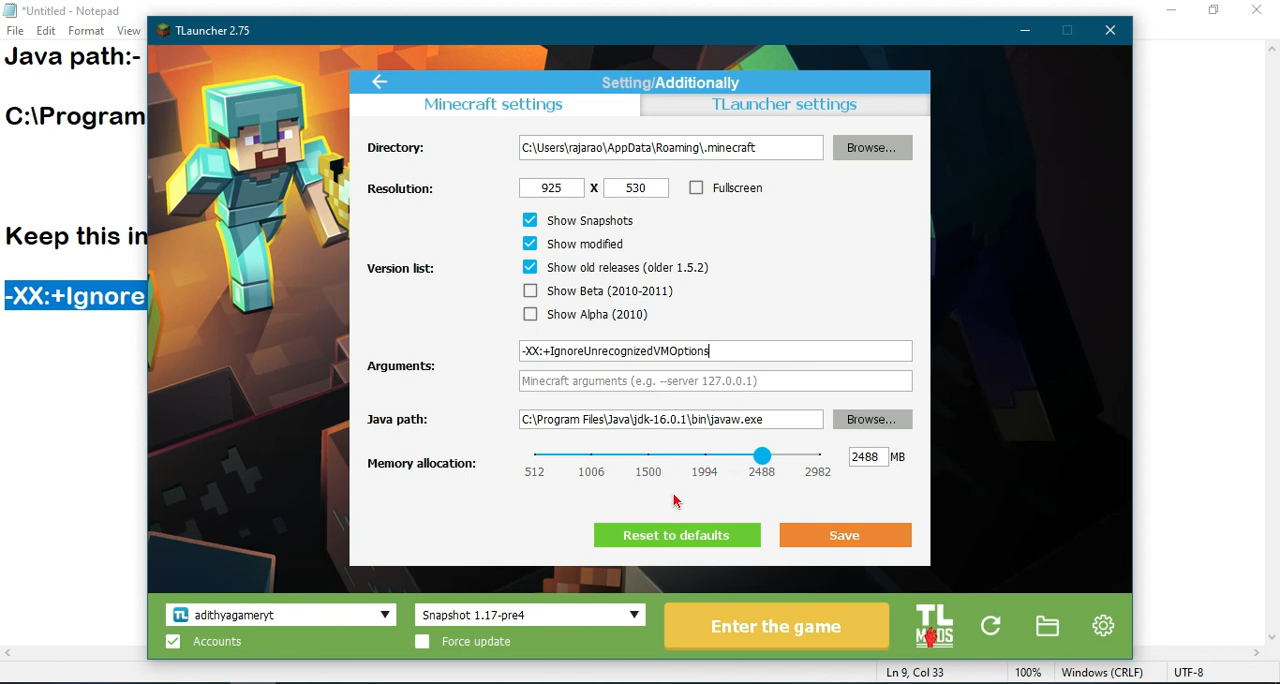 *Untitled - Notepad
File Edit Format View
Java path:-
C:\Program
Keep this in
-XX:+Ignore
TLauncher 2.75
Setting/Additionally
Minecraft settings TLauncher settings
Directory: C:\Users\rajarao\AppData\Roaming\.minecraft Browse...
Resolution: 925 X 530 Fullscreen
Version list:
Show Snapshots
Show modified
Show old releases (older 1.5.2)
Show Beta (2010-2011)
Show Alpha (2010)
Arguments:
-XX:+IgnoreUnrecognizedVMOptions
Minecraft arguments (e.g. --server 127.0.0.1)
Java path: C:\Program Files\Java\jdk-16.0.1\bin\javaw.exe Browse...
Memory allocation: 2488 MB
512 1006 1500 1994 2488 2982
Reset to defaults Save
TL adithyagameryt Snapshot 1.17-pre4 Enter the game TL MODS
Accounts Force update
Ln 9, Col 33 100% Windows (CRLF) UTF-8